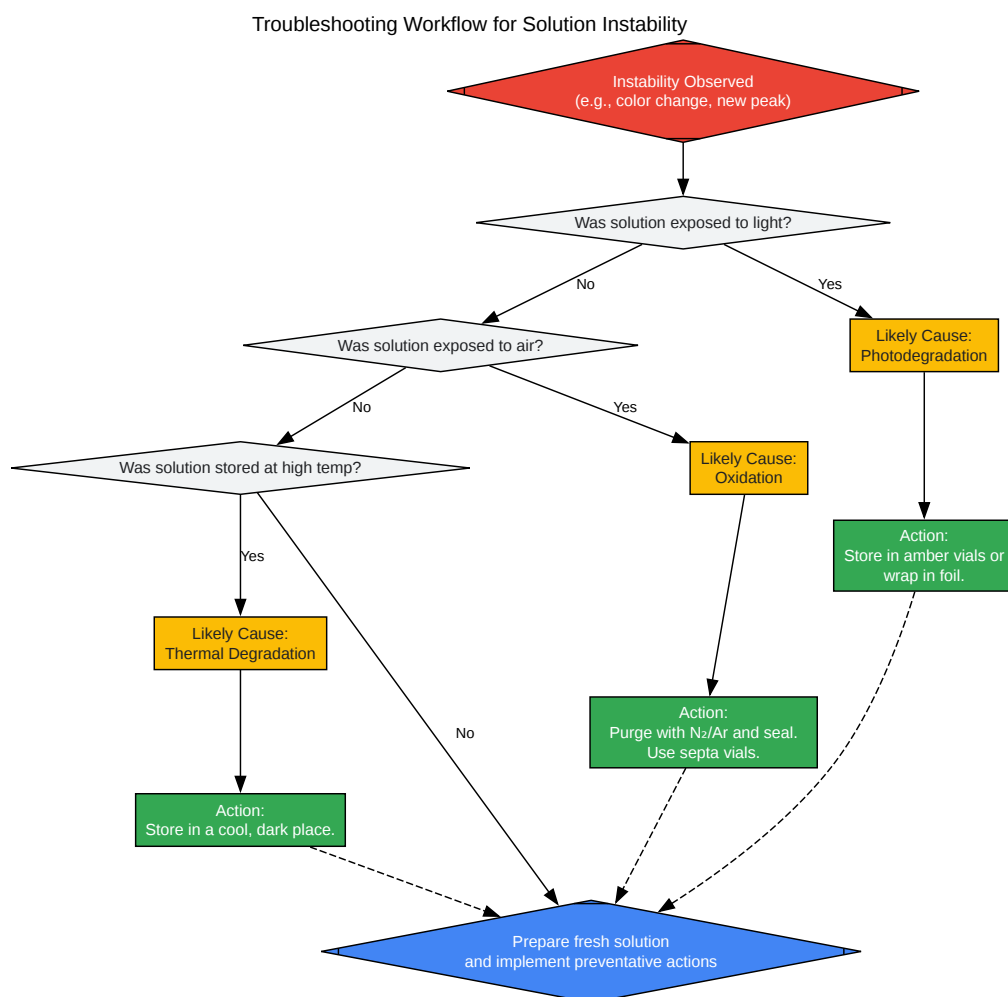 Troubleshooting Workflow for Solution Instability
Instability Observed
(e.g., color change, new peak)
Was solution exposed to light?
No
Yes
Was solution exposed to air?
Likely Cause:
Photodegradation
No
Yes
Was solution stored at high temp?
Likely Cause:
Oxidation
Action:
Store in amber vials or
wrap in foil.
Yes
Likely Cause:
Thermal Degradation
No
Action:
Purge with N₂/Ar and seal.
Use septa vials.
Action:
Store in a cool, dark place.
Prepare fresh solution
and implement preventative actions